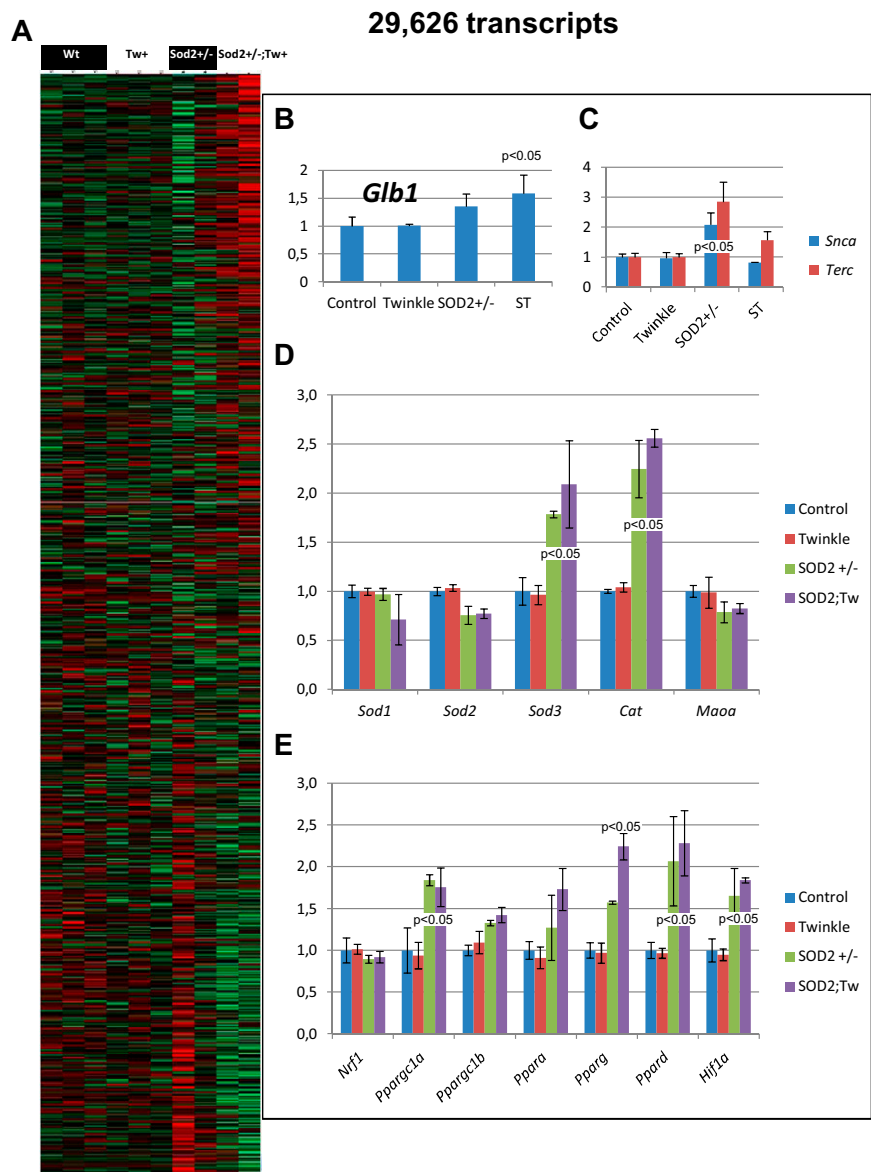 29,626 transcripts
A
Wt Tw+ Sod2+/- Sod2+/-;Tw+
B
p<0.05
Glb1
2
1,5
1
0,5
0
Control Twinkle SOD2+/- ST
C
4
3
2
1
0
p<0.05
Control Twinkle SOD2+/- ST
Snca
Terc
D
3,0
2,5
2,0
1,5
1,0
0,5
0,0
p<0.05
p<0.05
Sod1 Sod2 Sod3 Cat Maoa
Control
Twinkle
SOD2 +/-
SOD2;Tw
E
3,0
2,5
2,0
1,5
1,0
0,5
0,0
p<0.05
p<0.05
p<0.05
p<0.05
Nrf1 Ppargc1a Ppargc1b Ppara Pparg Ppard Hif1a
Control
Twinkle
SOD2 +/-
SOD2;Tw